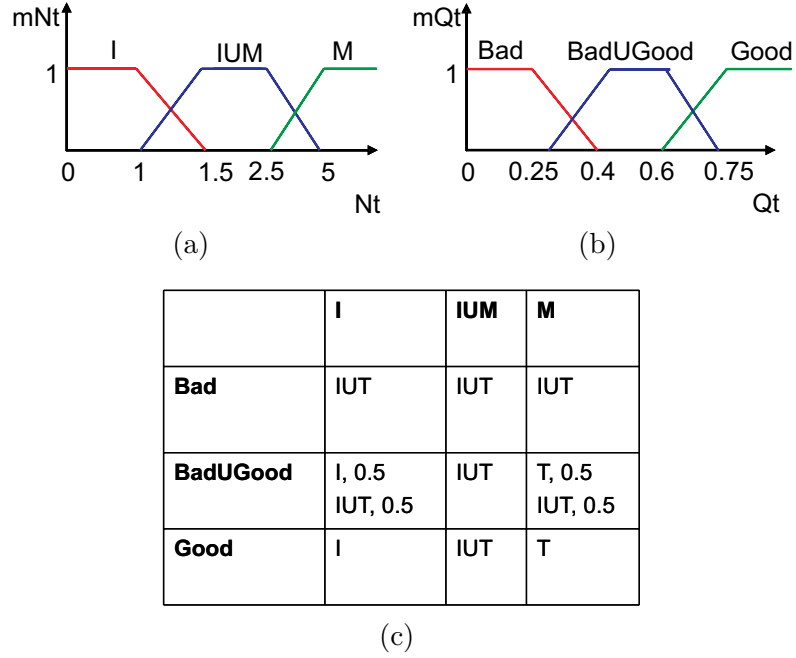 mNt
I IUM M
1
0 1 1.5 2.5 5
Nt
(a)
mQt
Bad BadUGood Good
1
0 0.25 0.4 0.6 0.75
Qt
(b)
I IUM M
Bad IUT IUT IUT
BadUGood I, 0.5 IUT T, 0.5
IUT, 0.5 IUT, 0.5
Good I IUT T
(c)